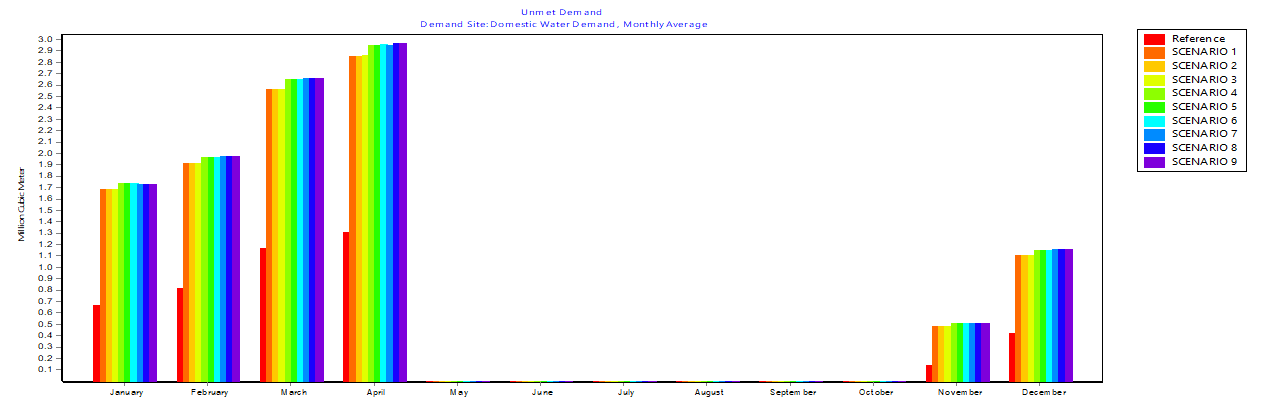 Unmet Demand
Demand Site: Domestic Water Demand, Monthly Average
Reference
SCENARIO 1
SCENARIO 2
SCENARIO 3
SCENARIO 4
SCENARIO 5
SCENARIO 6
SCENARIO 7
SCENARIO 8
SCENARIO 9
Million Cubic Meter
3.0
2.9
2.8
2.7
2.6
2.5
2.4
2.3
2.2
2.1
2.0
1.9
1.8
1.7
1.6
1.5
1.4
1.3
1.2
1.1
1.0
0.9
0.8
0.7
0.6
0.5
0.4
0.3
0.2
0.1
January February March April May June July August September October November December